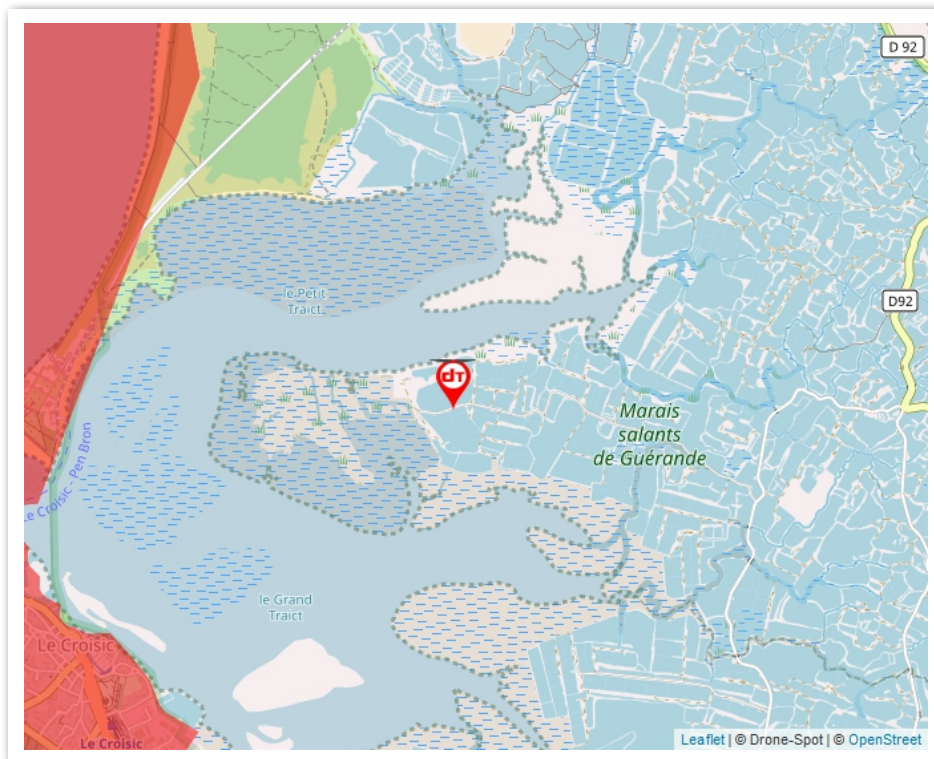 D 92
le Petit
Traict
D92
dT
Marais
salants
de Guérande
Le Croisic - Pen Bron
le Grand
Traict
Le Croisic
Le Croisic
Leaflet | © Drone-Spot | © OpenStreet